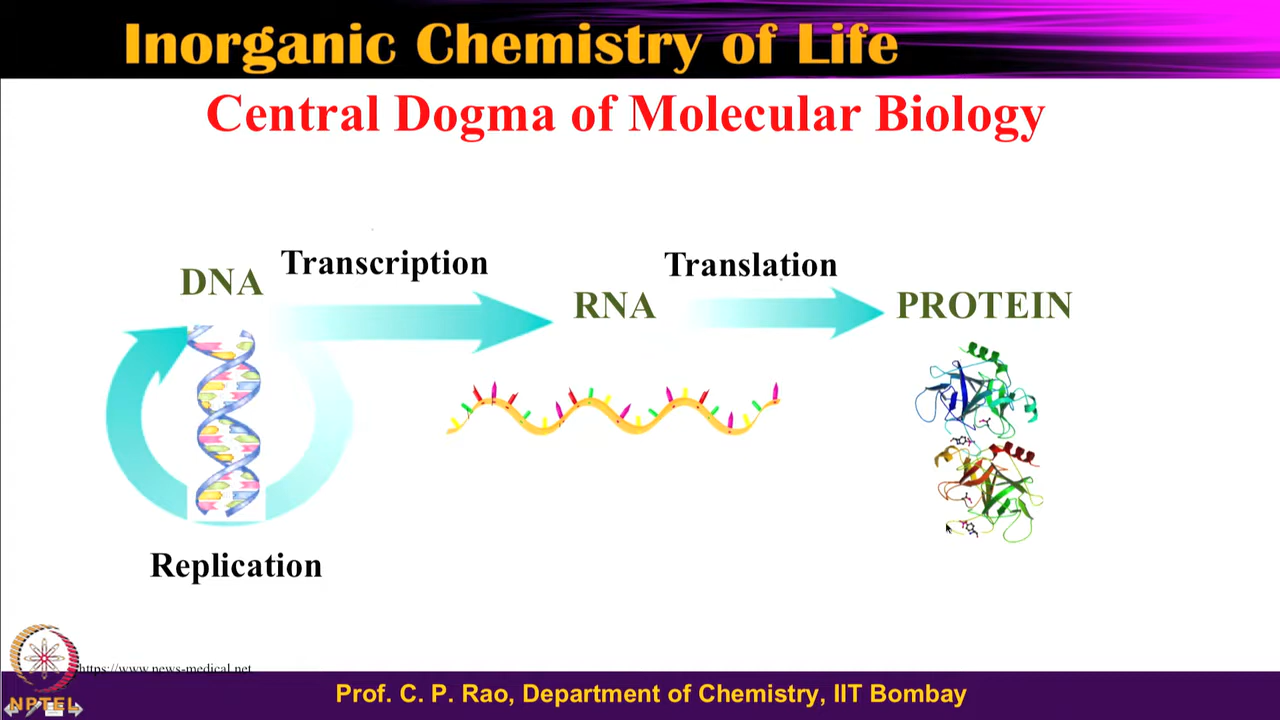 Inorganic Chemistry of Life
Central Dogma of Molecular Biology
DNA
Transcription
RNA
Translation
PROTEIN
Replication
https://www.news-medical.net
NPTEL
Prof. C. P. Rao, Department of Chemistry, IIT Bombay